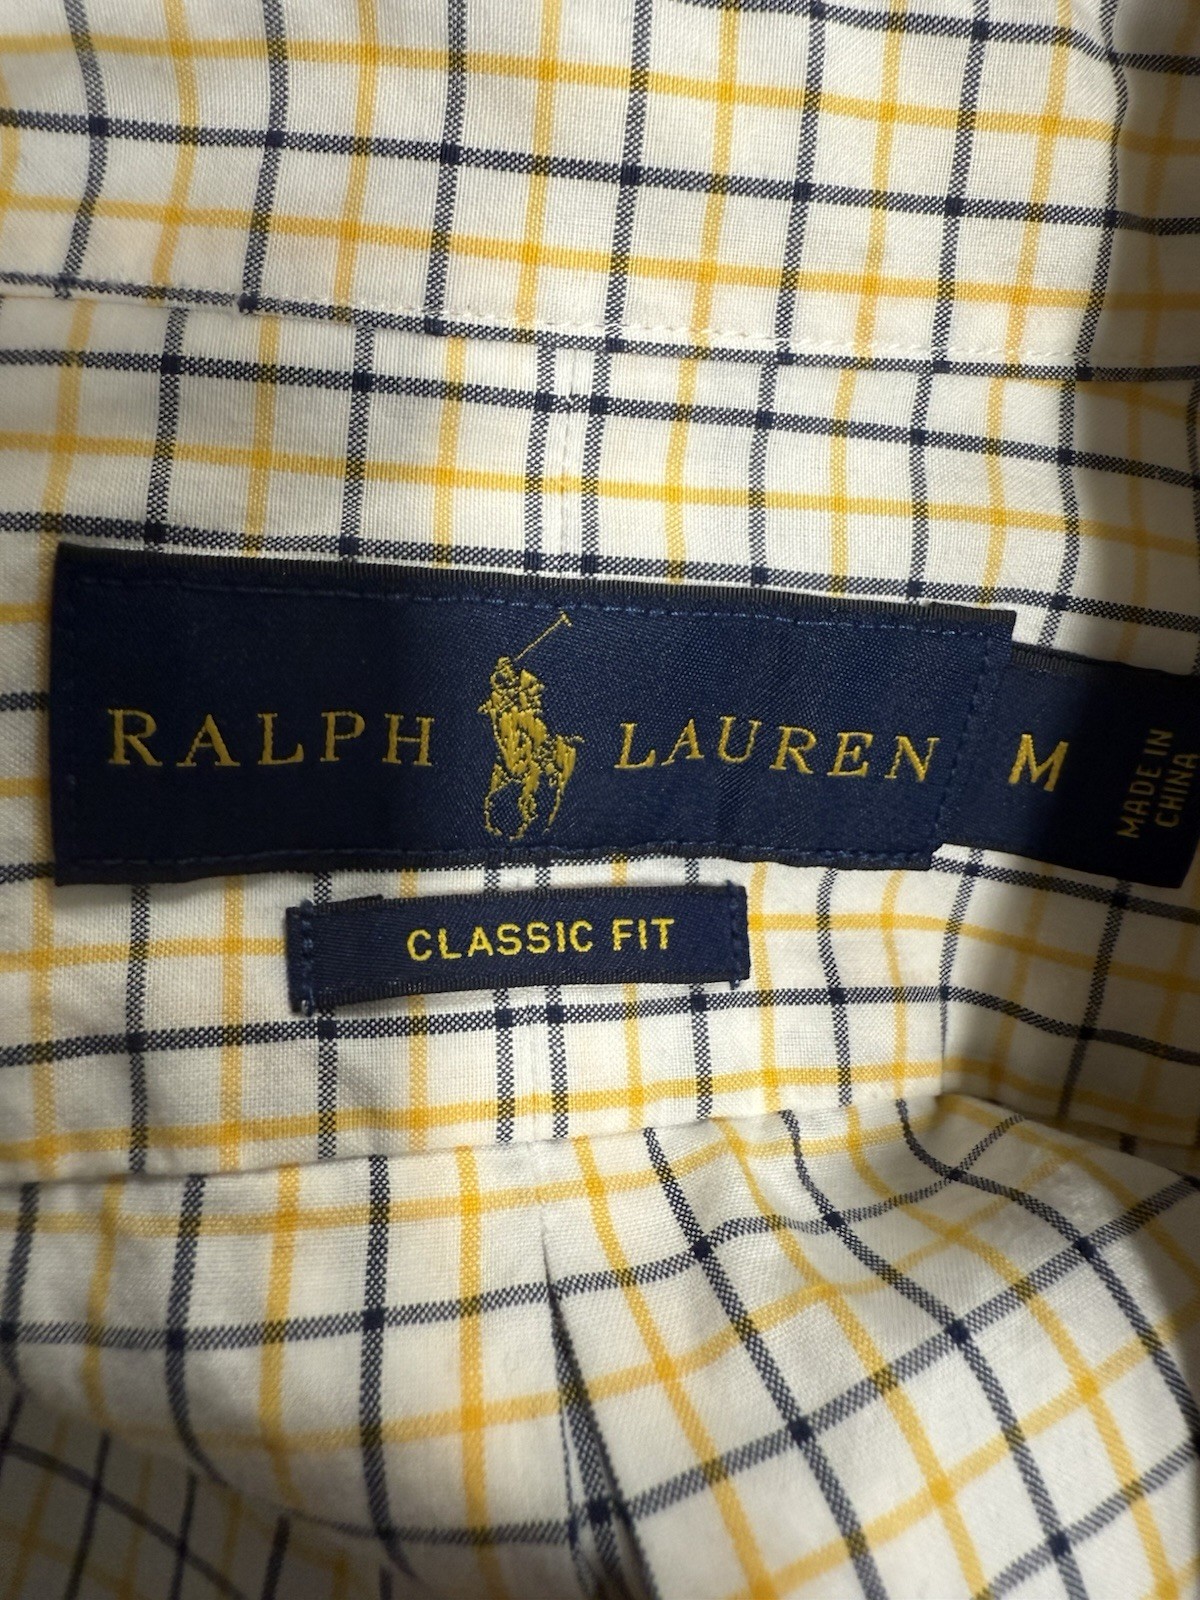 RALPH LAUREN
M
MADE IN
CHINA
CLASSIC FIT